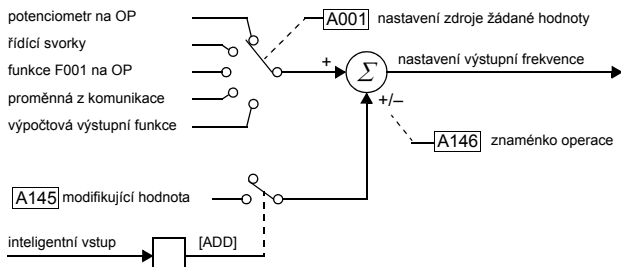 potenciometr na OP
A001 nastavení zdroje žádané hodnoty
řídící svorky
funkce F001 na OP
+
Σ
nastavení výstupní frekvence
proměnná z komunikace
+/–
výpočtová výstupní funkce
A146 znaménko operace
A145 modifikující hodnota
inteligentní vstup
[ADD]